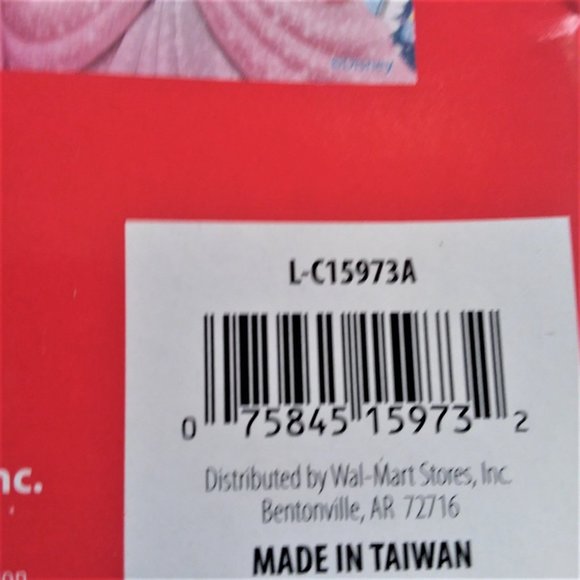 ©Disney
L-C15973A
0 75845 15973 2
nc.
Distributed by Wal-Mart Stores, Inc.
Bentonville, AR 72716
MADE IN TAIWAN
on